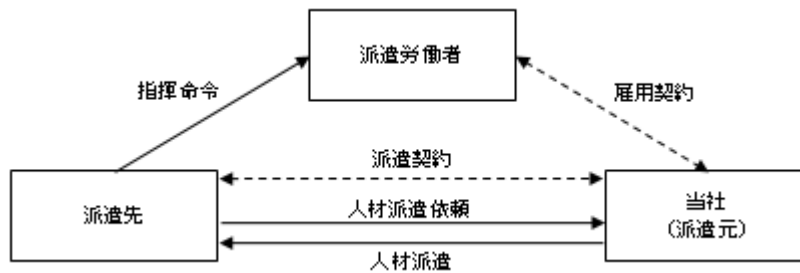 派遣労働者
指揮命令
雇用契約
派遣契約
派遣先
人材派遣依頼
当社
(派遣元)
人材派遣